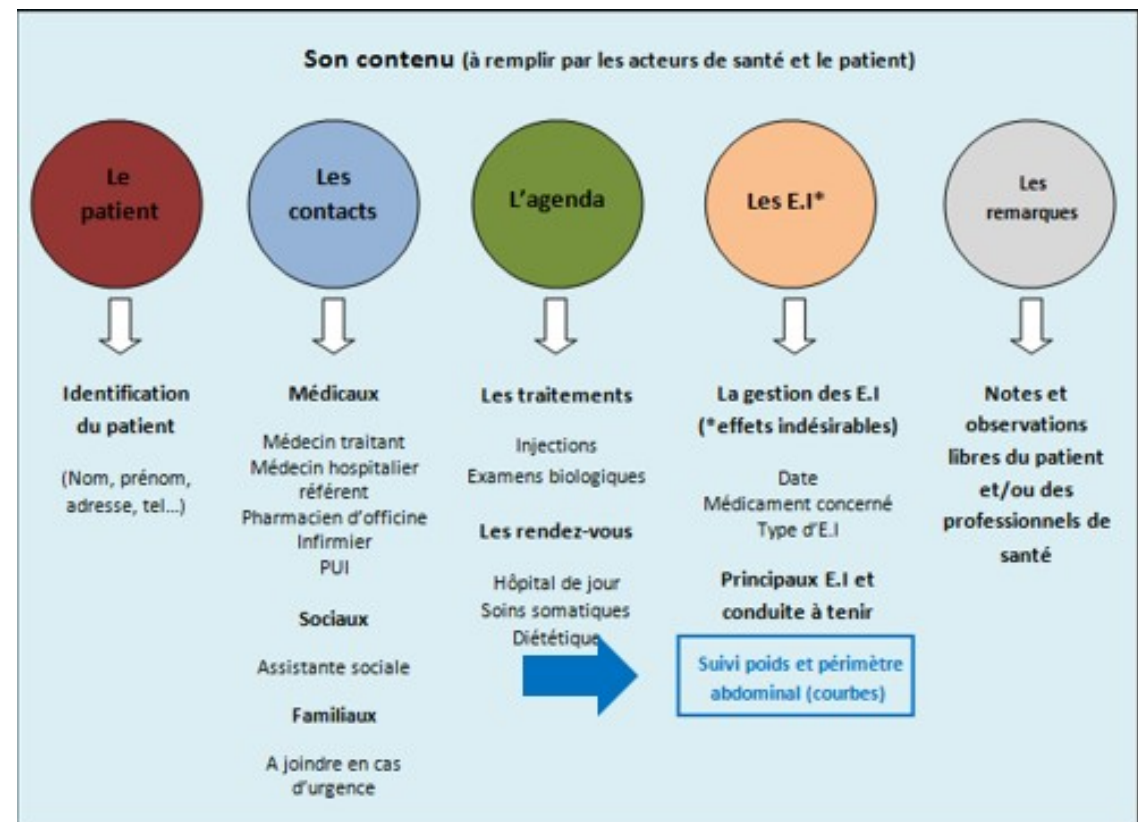 Son contenu (à remplir par les acteurs de santé et le patient)
Le
patient
Les
contacts
L'agenda
Les E.I*
Les
remarques
Identification
du patient
(Nom, prénom,
adresse, tel...)
Médicaux
Médecin traitant
Médecin hospitalier
référent
Pharmacien d'officine
Infirmier
PUI
Sociaux
Assistante sociale
Familiaux
A joindre en cas
d'urgence
Les traitements
Injections
Examens biologiques
Les rendez-vous
Hôpital de jour
Soins somatiques
Diététique
La gestion des E.I
(*effets indésirables)
Date
Médicament concerné
Type d'E.I
Principaux E.I et
conduite à tenir
Suivi poids et périmètre
abdominal (courbes)
Notes et
observations
libres du patient
et/ou des
professionnels de
santé